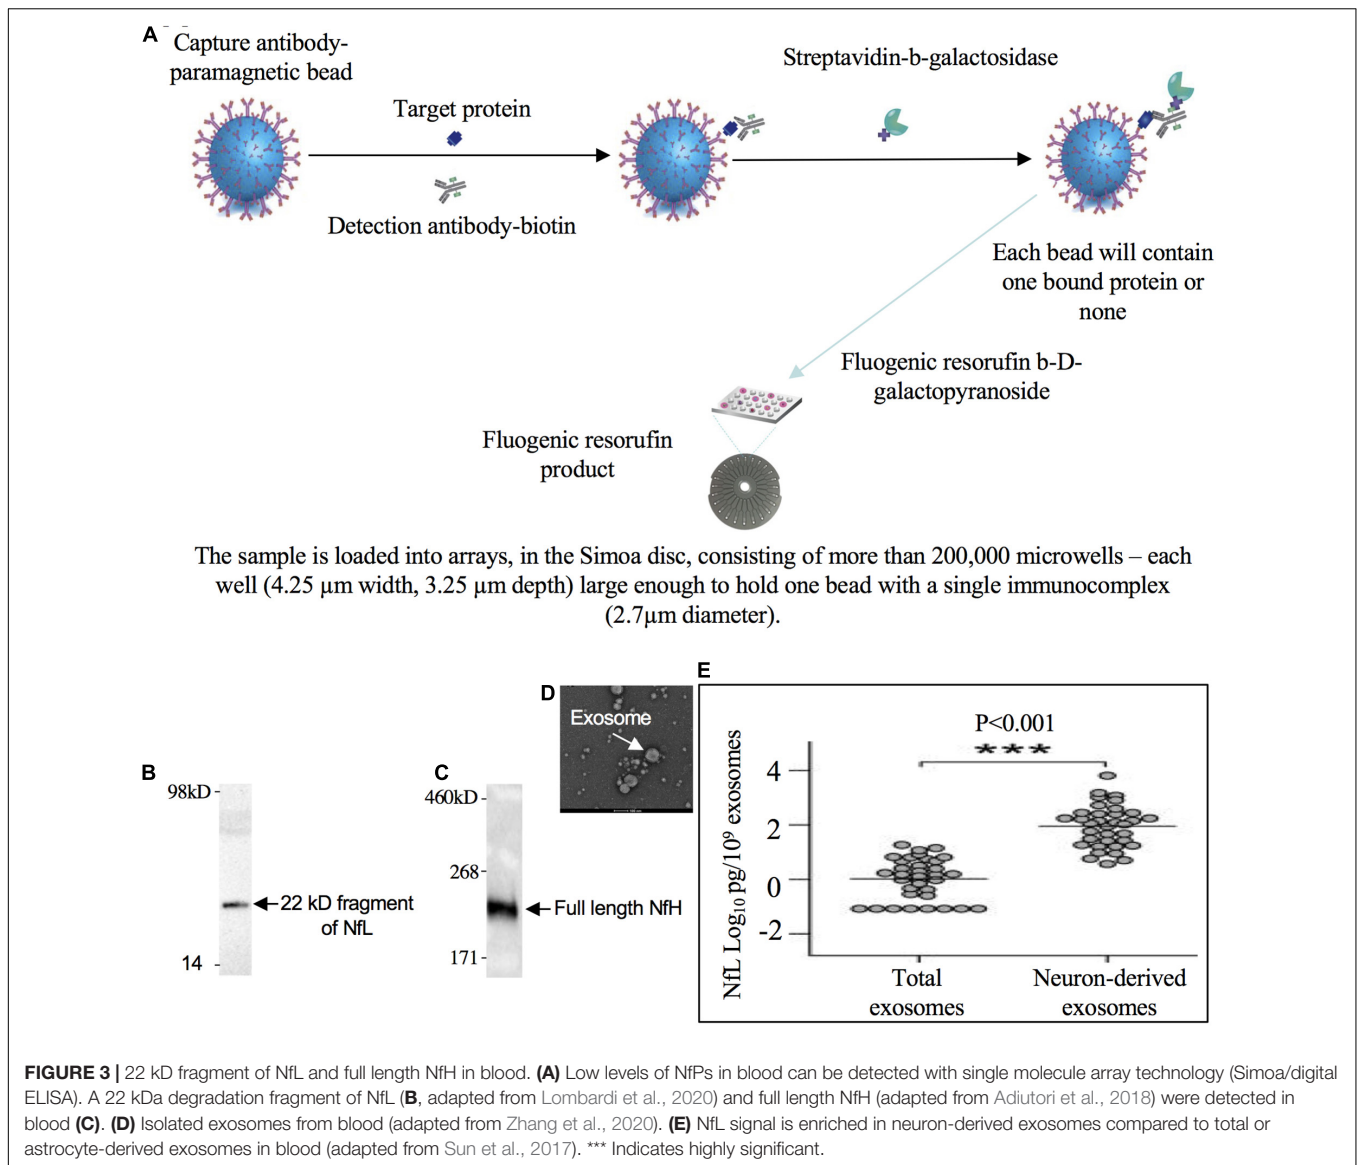 A
Capture antibody-
paramagnetic bead
Target protein
Detection antibody-biotin
Streptavidin-b-galactosidase
Each bead will contain
one bound protein or
none
Fluogenic resorufin b-D-
galactopyranoside
Fluogenic resorufin
product
The sample is loaded into arrays, in the Simoa disc, consisting of more than 200,000 microwells – each
well (4.25 µm width, 3.25 µm depth) large enough to hold one bead with a single immunocomplex
(2.7µm diameter).
B
98kD
22 kD fragment
of NfL
14
C
460kD
268
Full length NfH
171
D
Exosome
E
P<0.001
***
NfL Log10 pg/10⁹ exosomes
4
2
0
-2
Total
exosomes
Neuron-derived
exosomes
FIGURE 3 | 22 kD fragment of NfL and full length NfH in blood. (A) Low levels of NfPs in blood can be detected with single molecule array technology (Simoa/digital
ELISA). A 22 kDa degradation fragment of NfL (B, adapted from Lombardi et al., 2020) and full length NfH (adapted from Adiutori et al., 2018) were detected in
blood (C). (D) Isolated exosomes from blood (adapted from Zhang et al., 2020). (E) NfL signal is enriched in neuron-derived exosomes compared to total or
astrocyte-derived exosomes in blood (adapted from Sun et al., 2017). *** Indicates highly significant.